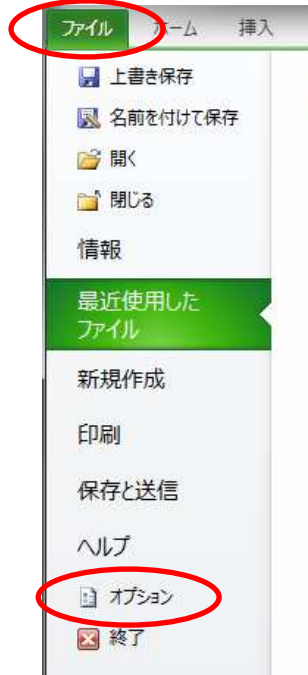 ファイル ホーム 挿入
上書き保存
名前を付けて保存
開く
閉じる
情報
最近使用した
ファイル
新規作成
印刷
保存と送信
ヘルプ
オプション
終了